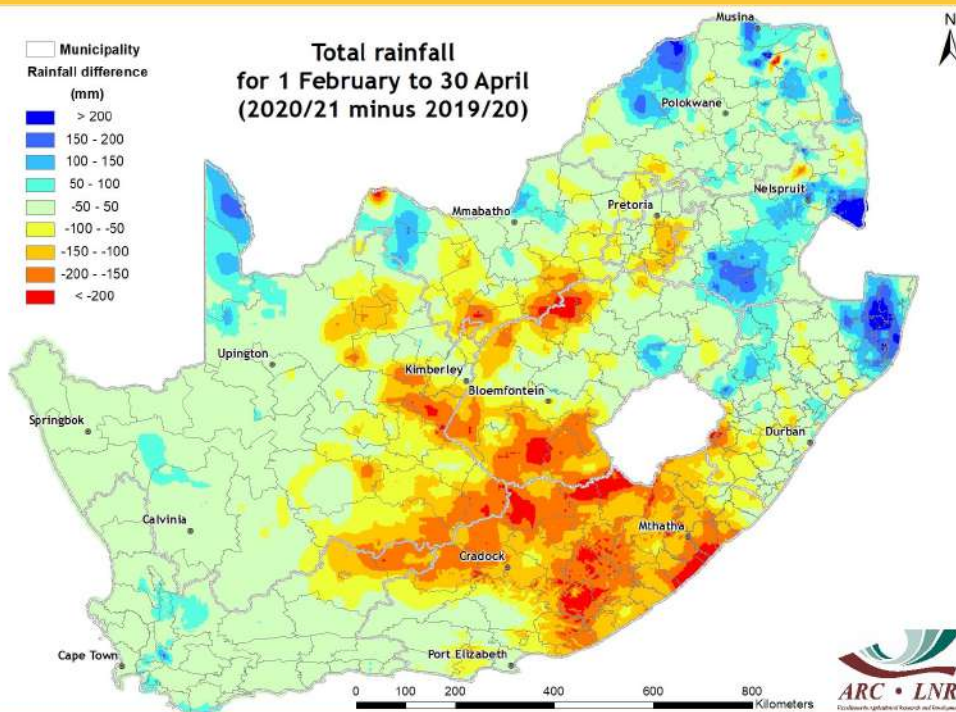 Total rainfall
for 1 February to 30 April
(2020/21 minus 2019/20)
N
Municipality
Rainfall difference
(mm)
> 200
150 - 200
100 - 150
50 - 100
-50 - 50
-100 - -50
-150 - -100
-200 - -150
< -200
Musina
Polokwane
Nelspruit
Pretoria
Mmabatho
Upington
Kimberley
Bloemfontein
Springbok
Durban
Calvinia
Mthatha
Cradock
Cape Town
Port Elizabeth
0 100 200 400 600 800
Kilometers
ARC • LNR